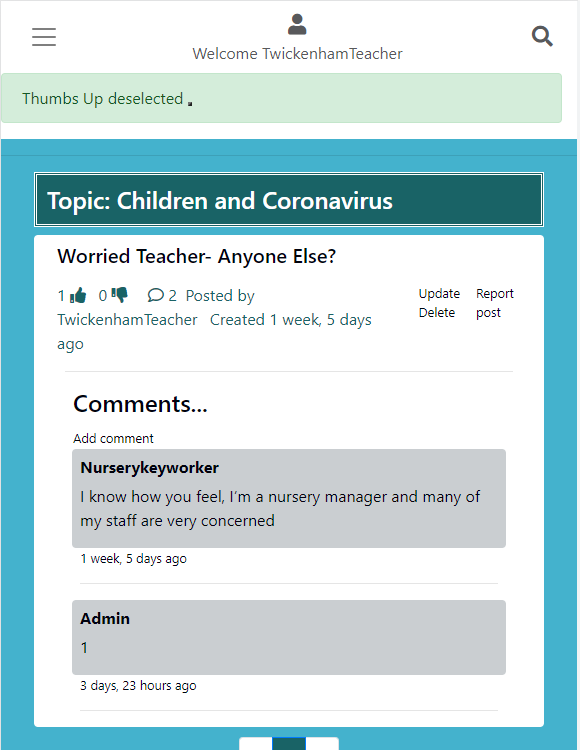 Welcome TwickenhamTeacher
Thumbs Up deselected
Topic: Children and Coronavirus
Worried Teacher- Anyone Else?
1 0 2 Posted by
TwickenhamTeacher Created 1 week, 5 days
ago
Update Report
Delete post
Comments...
Add comment
Nurserykeyworker
I know how you feel, I'm a nursery manager and many of
my staff are very concerned
1 week, 5 days ago
Admin
1
3 days, 23 hours ago